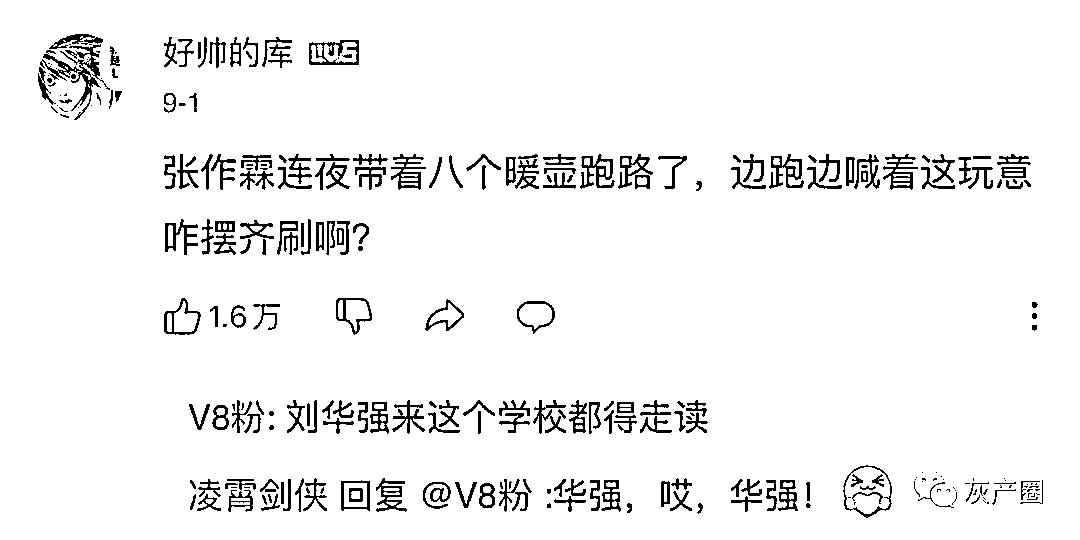 好帅的库 LV5
9-1
张作霖连夜带着八个暖壶跑路了，边跑边喊着这玩意
咋摆齐刷啊？
1.6万
V8粉: 刘华强来这个学校都得走读
凌霄剑侠 回复 @V8粉 :华强，哎，华强！
灰产圈